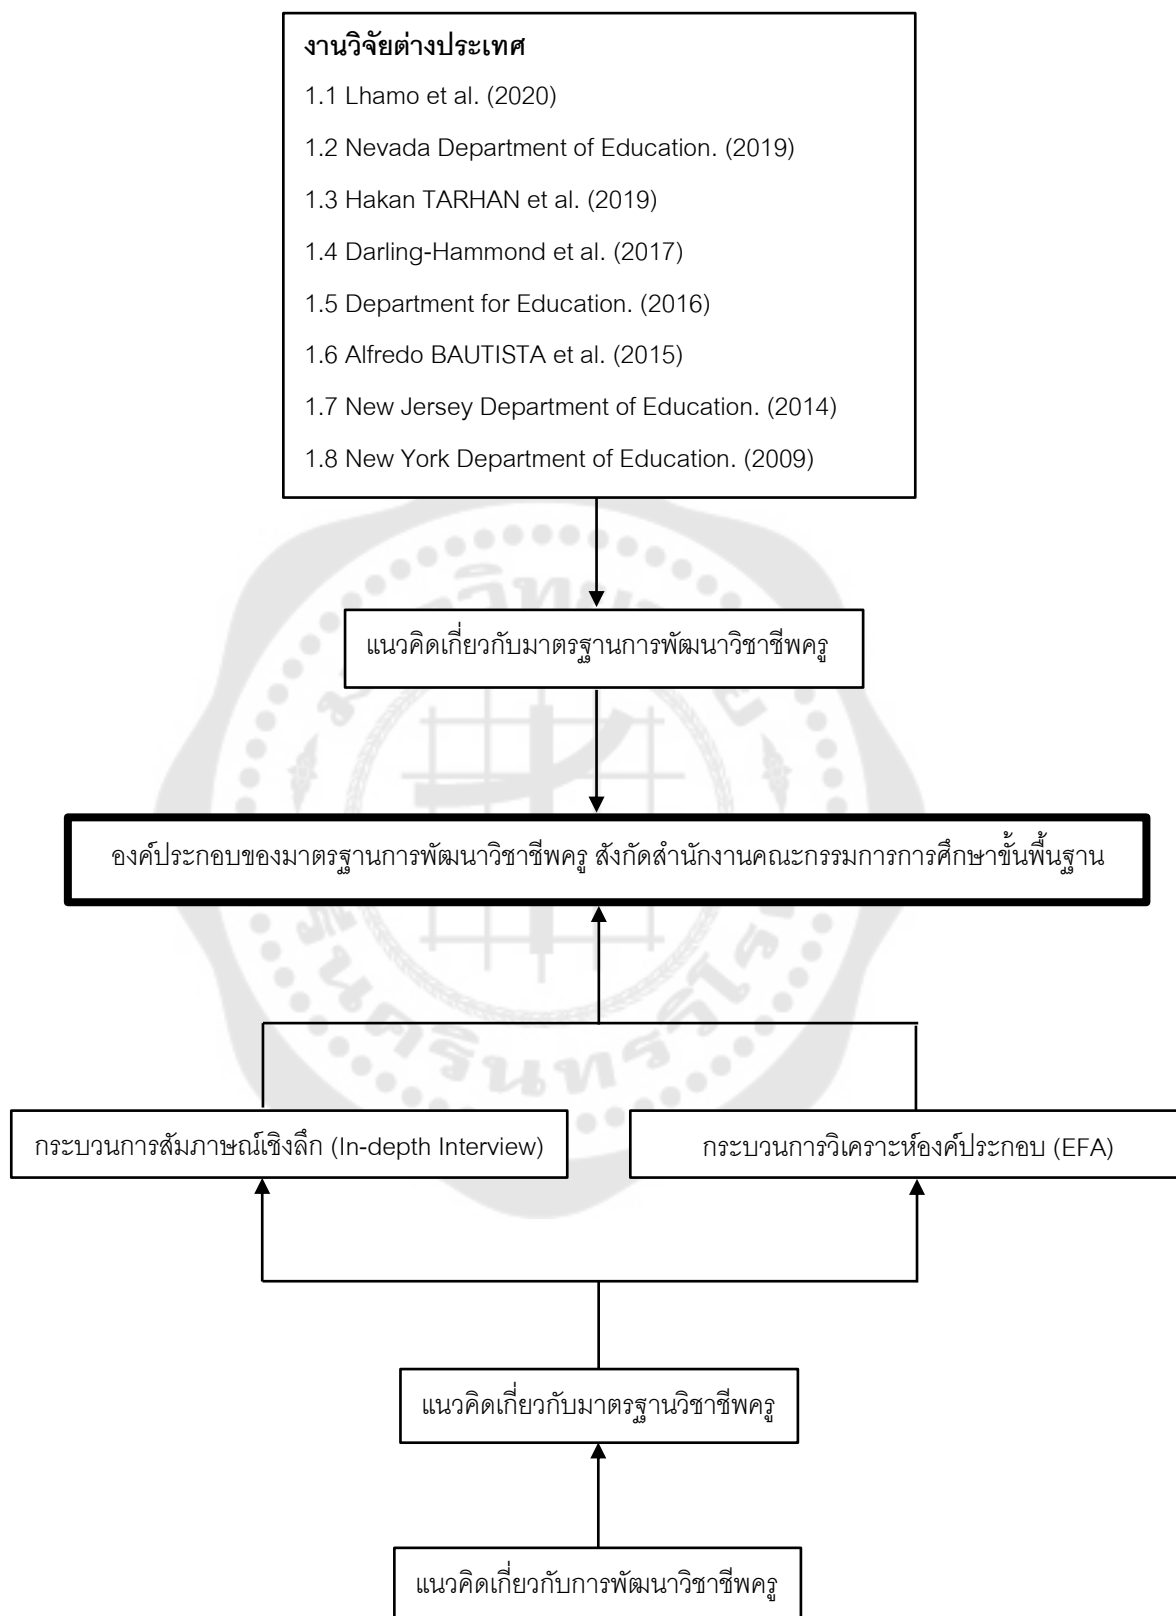 งานวิจัยต่างประเทศ
1.1 Lhamo et al. (2020)
1.2 Nevada Department of Education. (2019)
1.3 Hakan TARHAN et al. (2019)
1.4 Darling-Hammond et al. (2017)
1.5 Department for Education. (2016)
1.6 Alfredo BAUTISTA et al. (2015)
1.7 New Jersey Department of Education. (2014)
1.8 New York Department of Education. (2009)
แนวคิดเกี่ยวกับมาตรฐานการพัฒนาวิชาชีพครู
องค์ประกอบของมาตรฐานการพัฒนาวิชาชีพครู สังกัดสำนักงานคณะกรรมการการศึกษาขั้นพื้นฐาน
กระบวนการสัมภาษณ์เชิงลึก (In-depth Interview)
กระบวนการวิเคราะห์องค์ประกอบ (EFA)
แนวคิดเกี่ยวกับมาตรฐานวิชาชีพครู
แนวคิดเกี่ยวกับการพัฒนาวิชาชีพครู